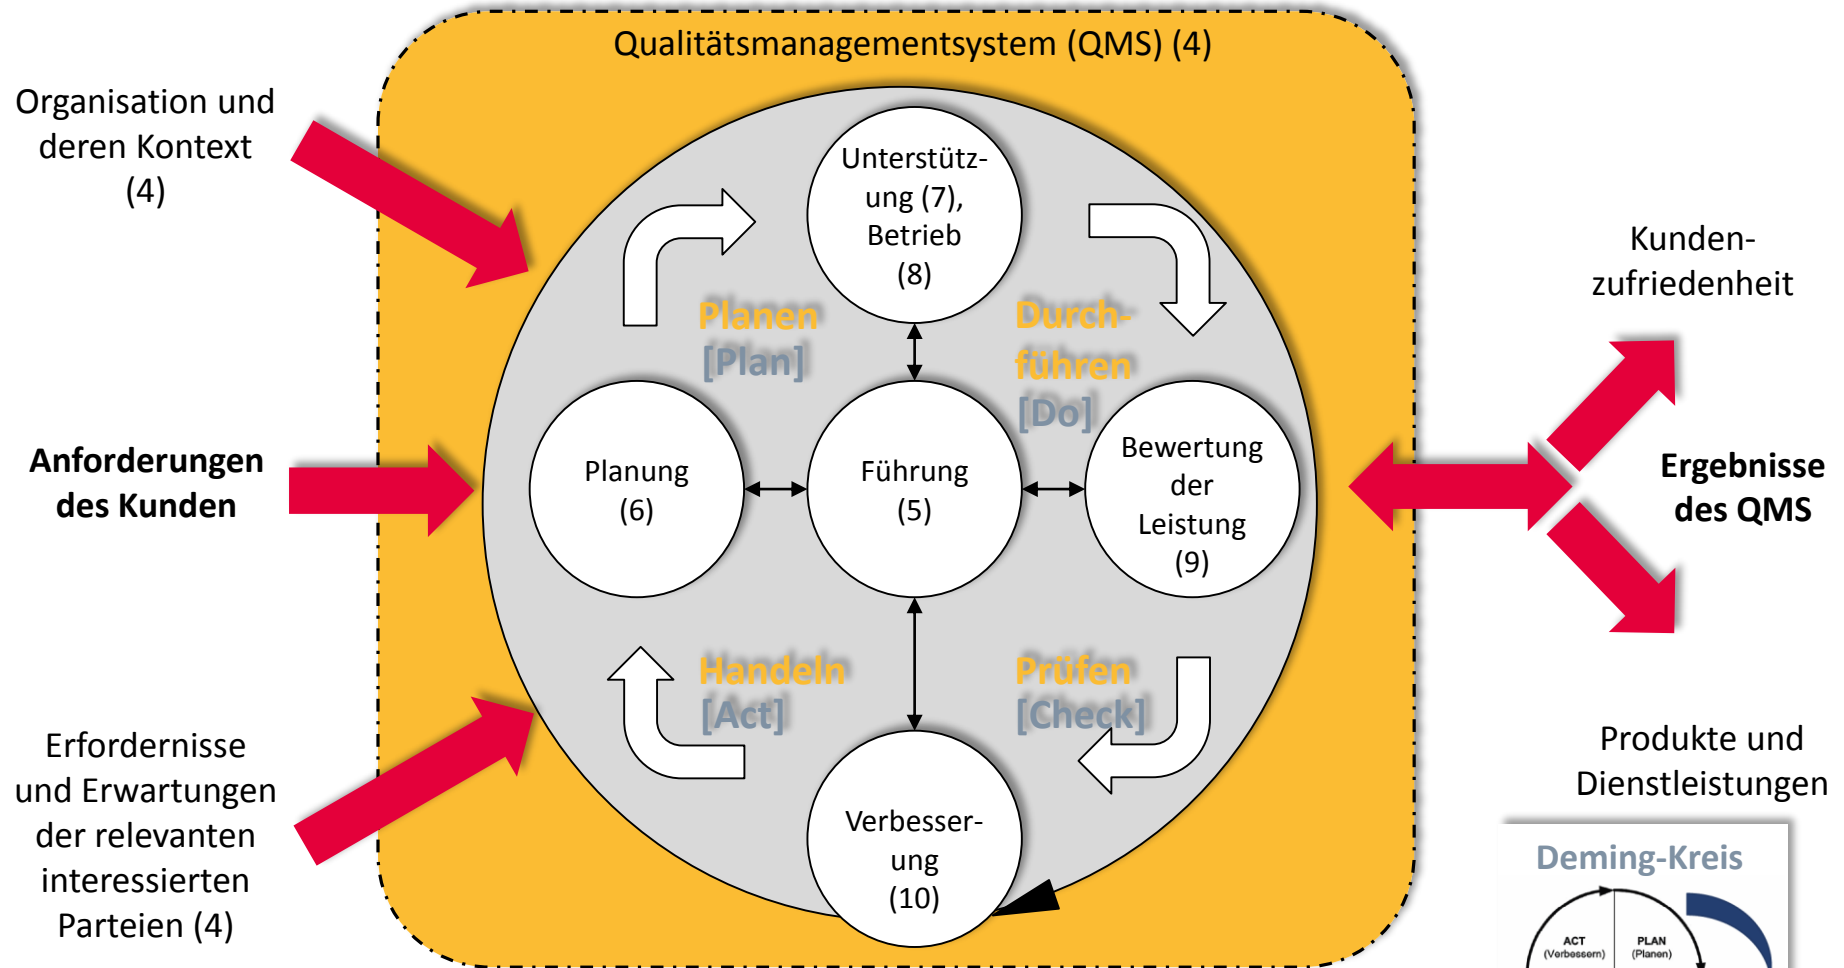 Qualitätsmanagementsystem (QMS) (4)
Organisation und
deren Kontext
(4)
Anforderungen
des Kunden
Erfordernisse
und Erwartungen
der relevanten
interessierten
Parteien (4)
Unterstütz-
ung (7),
Betrieb
(8)
Planen
[Plan]
Durch-
führen
[Do]
Planung
(6)
Führung
(5)
Bewertung
der
Leistung
(9)
Handeln
[Act]
Prüfen
[Check]
Verbesser-
ung
(10)
Kunden-
zufriedenheit
Ergebnisse
des QMS
Produkte und
Dienstleistungen
Deming-Kreis
ACT
(Verbessern)
PLAN
(Planen)